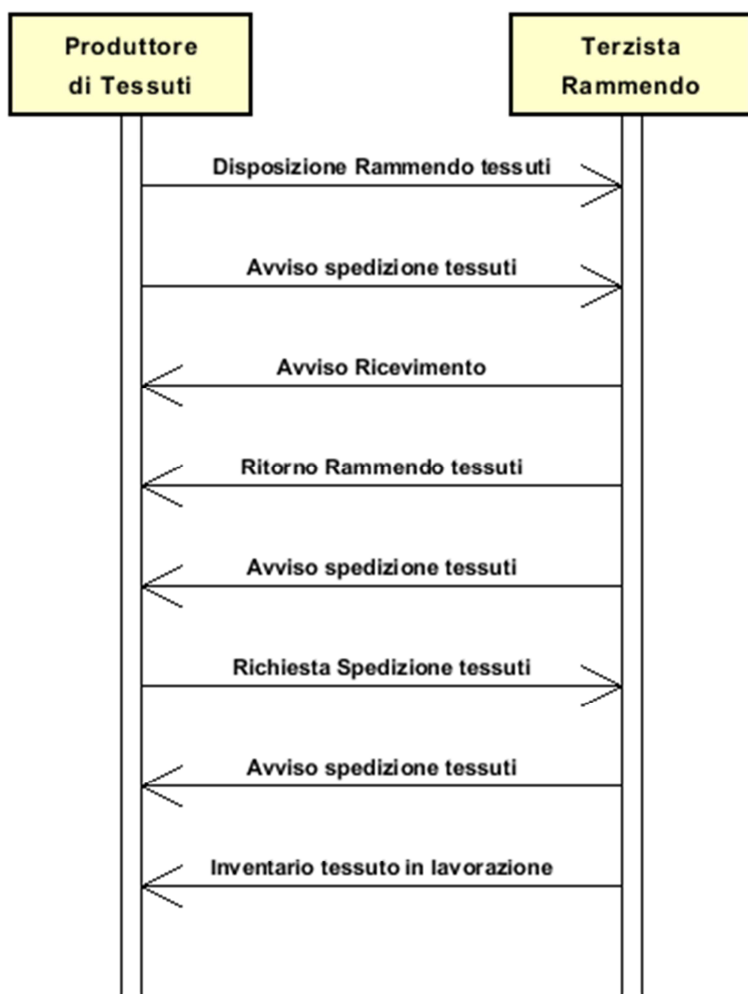 Produttore
di Tessuti
Terzista
Rammendo
Disposizione Rammendo tessuti
Avviso spedizione tessuti
Avviso Ricevimento
Ritorno Rammendo tessuti
Avviso spedizione tessuti
Richiesta Spedizione tessuti
Avviso spedizione tessuti
Inventario tessuto in lavorazione